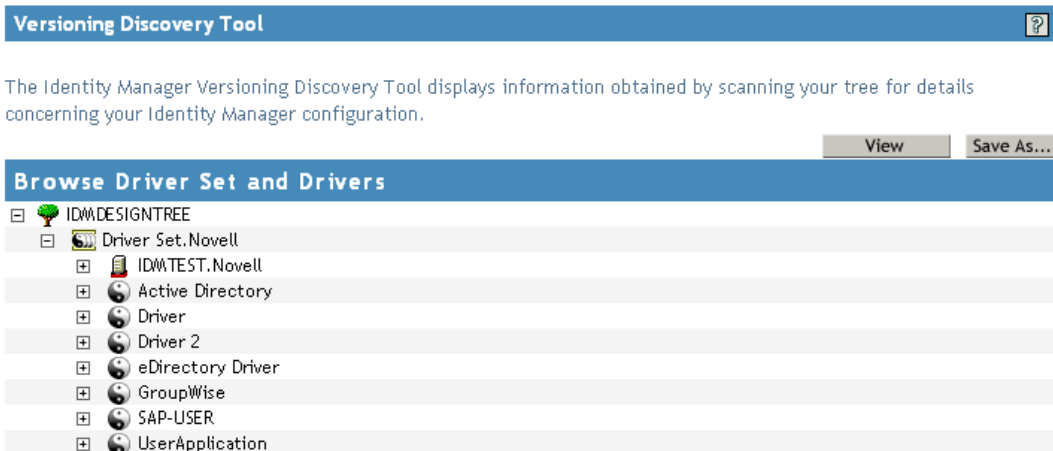 Versioning Discovery Tool
?
The Identity Manager Versioning Discovery Tool displays information obtained by scanning your tree for details
concerning your Identity Manager configuration.
View Save As...
Browse Driver Set and Drivers
IDMDESIGNTREE
Driver Set.Novell
IDMTEST.Novell
Active Directory
Driver
Driver 2
eDirectory Driver
GroupWise
SAP-USER
UserApplication